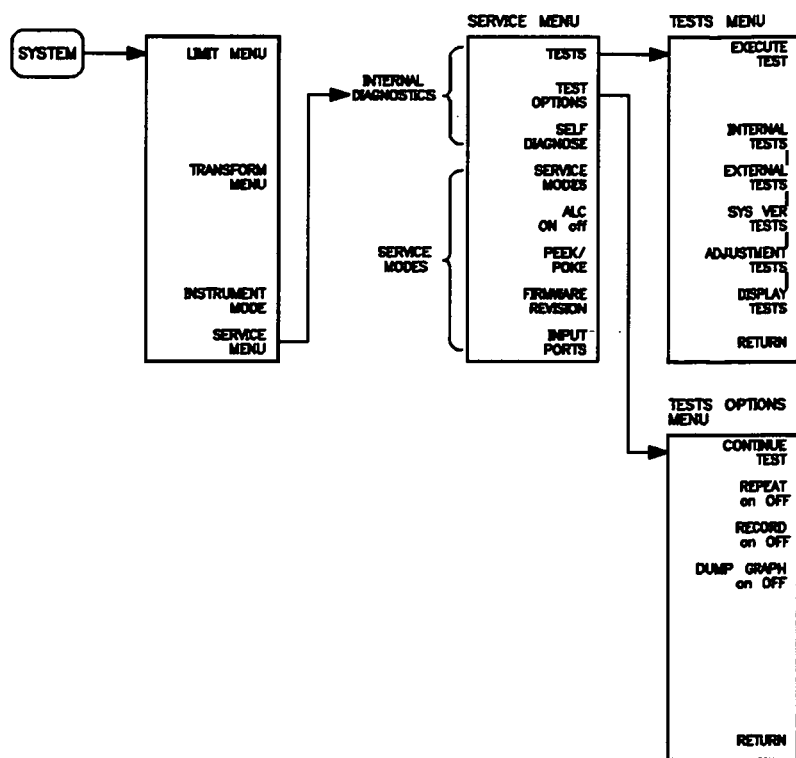 SYSTEM
LIMIT MENU
TRANSFORM
MENU
INSTRUMENT
MODE
SERVICE
MENU
INTERNAL
DIAGNOSTICS
SERVICE
MODES
SERVICE MENU
TESTS
TEST
OPTIONS
SELF
DIAGNOSE
SERVICE
MODES
ALC
ON off
PEEK/
POKE
FIRMWARE
REVISION
INPUT
PORTS
TESTS MENU
EXECUTE
TEST
INTERNAL
TESTS
EXTERNAL
TESTS
SYS VER
TESTS
ADJUSTMENT
TESTS
DISPLAY
TESTS
RETURN
TESTS OPTIONS
MENU
CONTINUE
TEST
REPEAT
on OFF
RECORD
on OFF
DUMP GRAPH
on OFF
RETURN